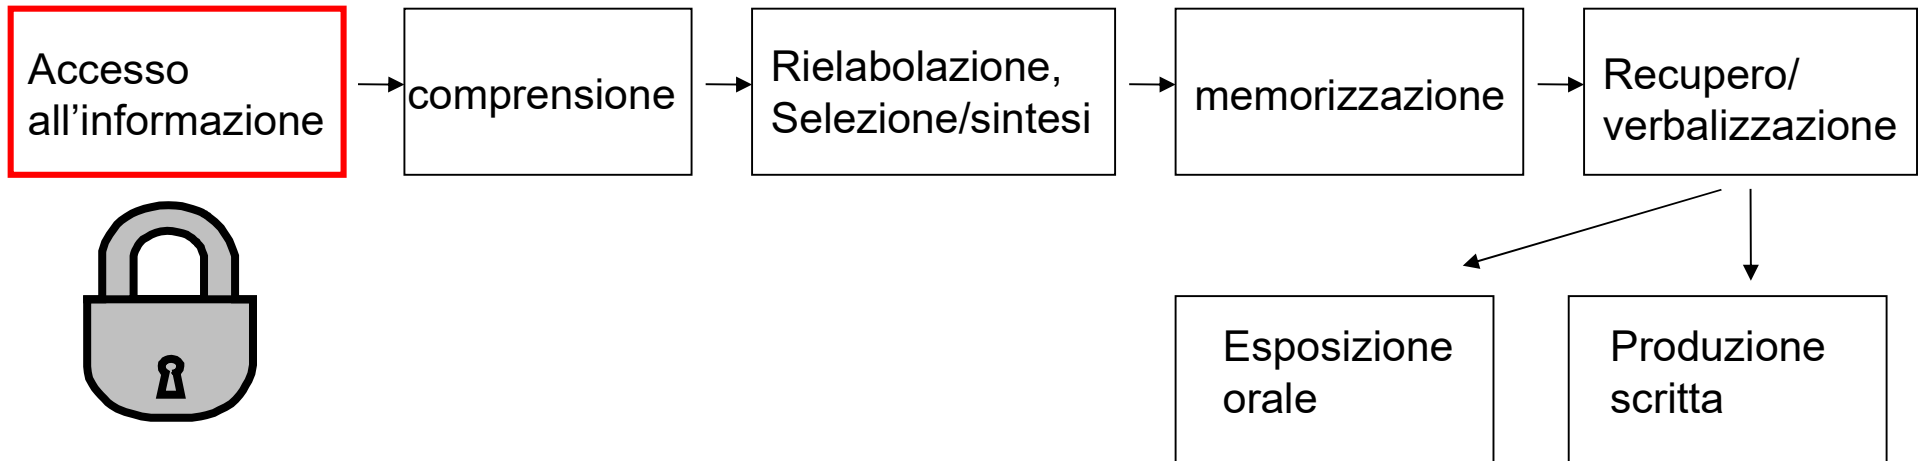 Accesso
all’informazione
comprensione
Rielabolazione,
Selezione/sintesi
memorizzazione
Recupero/
verbalizzazione
Esposizione
orale
Produzione
scritta